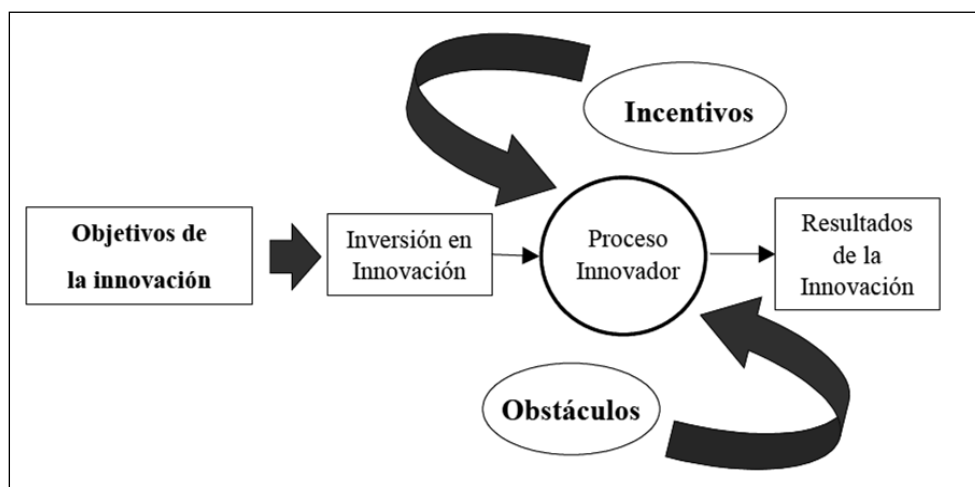 Incentivos
Objetivos de
la innovación
Inversión en
Innovación
Proceso
Innovador
Resultados
de la
Innovación
Obstáculos